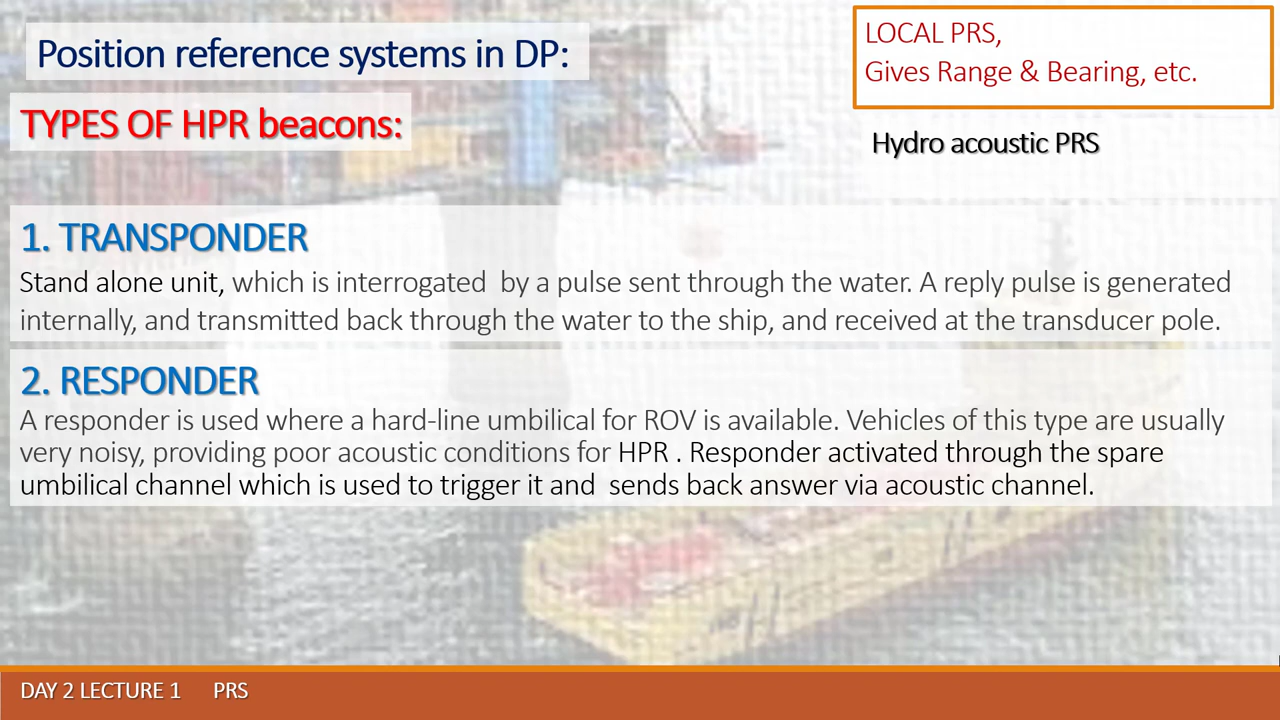 Position reference systems in DP:
LOCAL PRS,
Gives Range & Bearing, etc.
TYPES OF HPR beacons:
Hydro acoustic PRS
1. TRANSPONDER
Stand alone unit, which is interrogated  by a pulse sent through the water. A reply pulse is generated
internally, and transmitted back through the water to the ship, and received at the transducer pole.
2. RESPONDER
A responder is used where a hard-line umbilical for ROV is available. Vehicles of this type are usually
very noisy, providing poor acoustic conditions for HPR . Responder activated through the spare
umbilical channel which is used to trigger it and  sends back answer via acoustic channel.
DAY 2 LECTURE 1    PRS